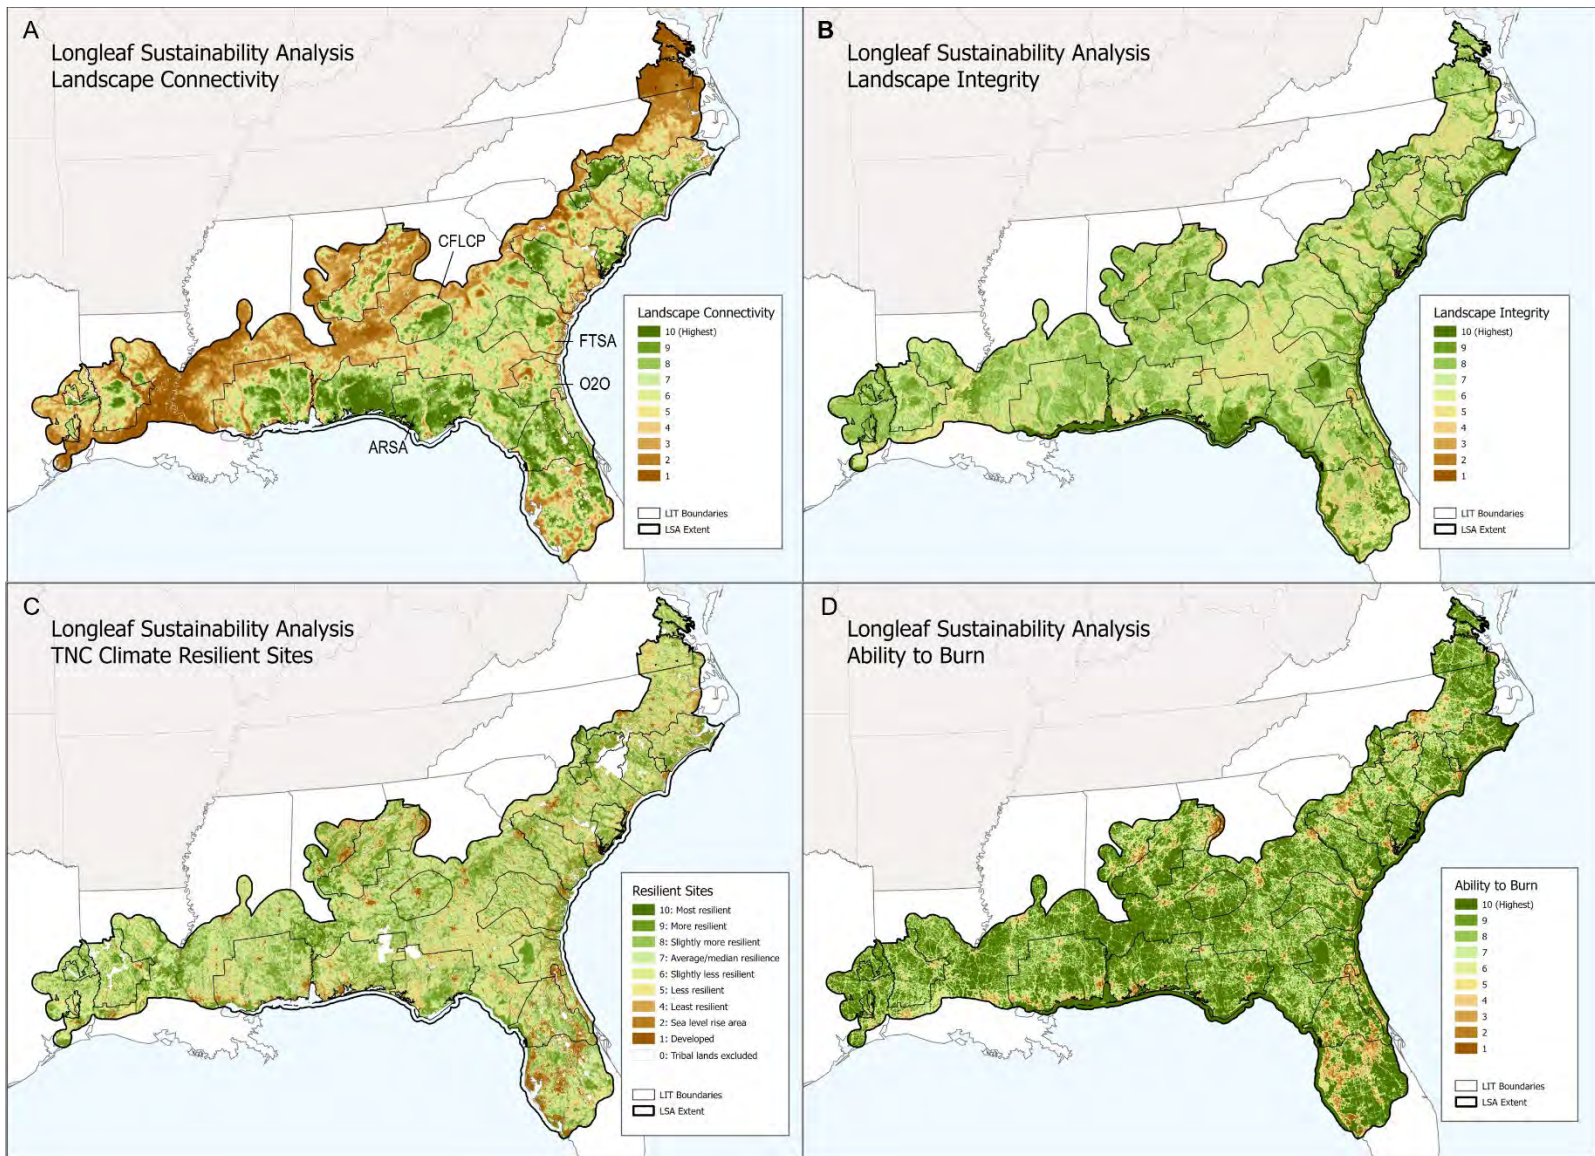 A
Longleaf Sustainability Analysis
Landscape Connectivity
CFLCP
FTSA
O2O
ARSA
Landscape Connectivity
10 (Highest)
9
8
7
6
5
4
3
2
1
LIT Boundaries
LSA Extent
B
Longleaf Sustainability Analysis
Landscape Integrity
Landscape Integrity
10 (Highest)
9
8
7
6
5
4
3
2
1
LIT Boundaries
LSA Extent
C
Longleaf Sustainability Analysis
TNC Climate Resilient Sites
Resilient Sites
10: Most resilient
9: More resilient
8: Slightly more resilient
7: Average/median resilience
6: Slightly less resilient
5: Less resilient
4: Least resilient
2: Sea level rise area
1: Developed
0: Tribal lands excluded
LIT Boundaries
LSA Extent
D
Longleaf Sustainability Analysis
Ability to Burn
Ability to Burn
10 (Highest)
9
8
7
6
5
4
3
2
1
LIT Boundaries
LSA Extent